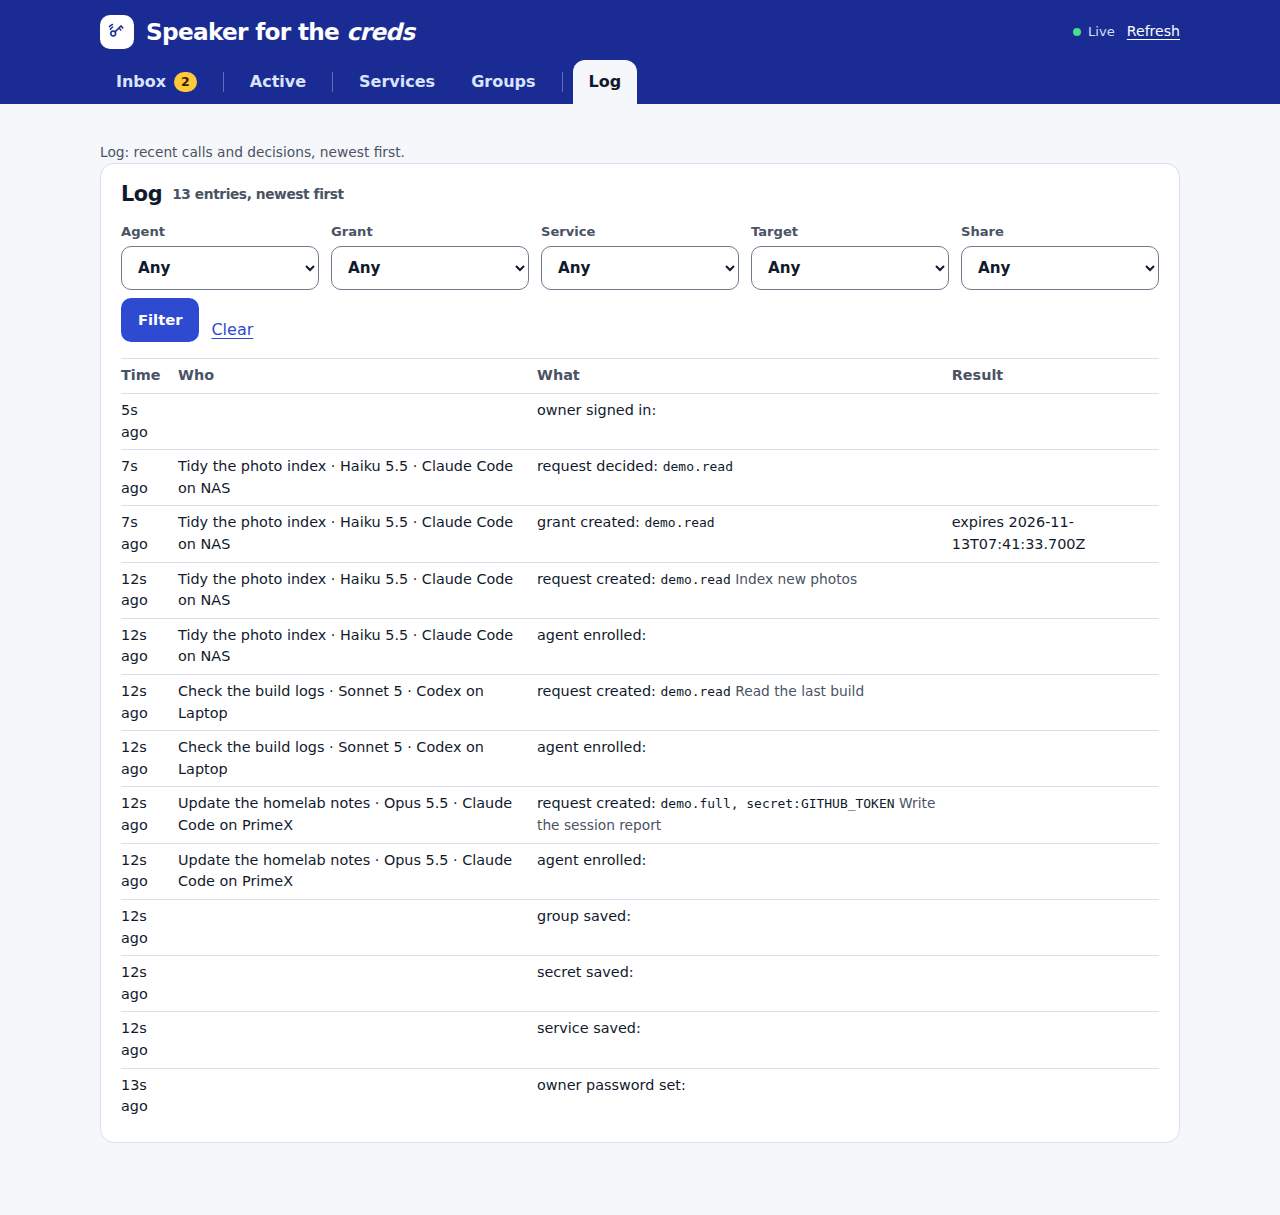 Speaker for the creds
Live Refresh
Inbox 2 Active Services Groups Log
Log: recent calls and decisions, newest first.
Log 13 entries, newest first
Agent Grant Service Target Share
Any Any Any Any Any
Filter Clear
Time Who What Result
5s ago owner signed in:
7s ago Tidy the photo index · Haiku 5.5 · Claude Code on NAS request decided: demo.read
7s ago Tidy the photo index · Haiku 5.5 · Claude Code on NAS grant created: demo.read expires 2026-11-13T07:41:33.700Z
12s ago Tidy the photo index · Haiku 5.5 · Claude Code on NAS request created: demo.read Index new photos
12s ago Tidy the photo index · Haiku 5.5 · Claude Code on NAS agent enrolled:
12s ago Check the build logs · Sonnet 5 · Codex on Laptop request created: demo.read Read the last build
12s ago Check the build logs · Sonnet 5 · Codex on Laptop agent enrolled:
12s ago Update the homelab notes · Opus 5.5 · Claude Code on PrimeX request created: demo.full, secret:GITHUB_TOKEN Write the session report
12s ago Update the homelab notes · Opus 5.5 · Claude Code on PrimeX agent enrolled:
12s ago group saved:
12s ago secret saved:
12s ago service saved:
13s ago owner password set: